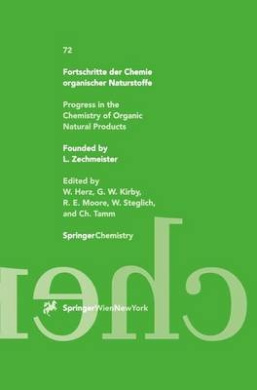 72
Fortschritte der Chemie
organischer Naturstoffe
Progress in the
Chemistry of Organic
Natural Products
Founded by
L. Zechmeister
Edited by
W. Herz, G. W. Kirby,
R. E. Moore, W. Steglich,
and Ch. Tamm
SpringerChemistry
SpringerWienNewYork